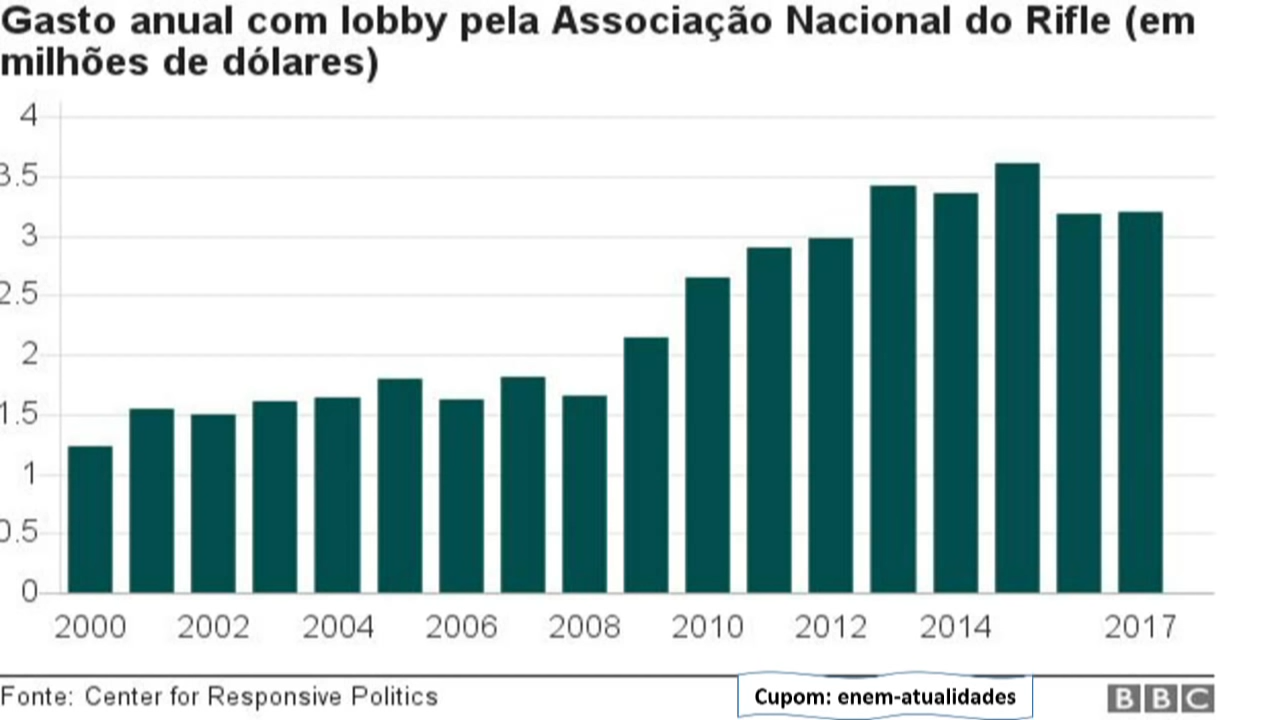 Gasto anual com lobby pela Associação Nacional do Rifle (em
milhões de dólares)
4
3.5
3
2.5
2
1.5
1
0.5
0
2000 2002 2004 2006 2008 2010 2012 2014 2017
Fonte: Center for Responsive Politics
Cupom: enem-atualidades
BBC